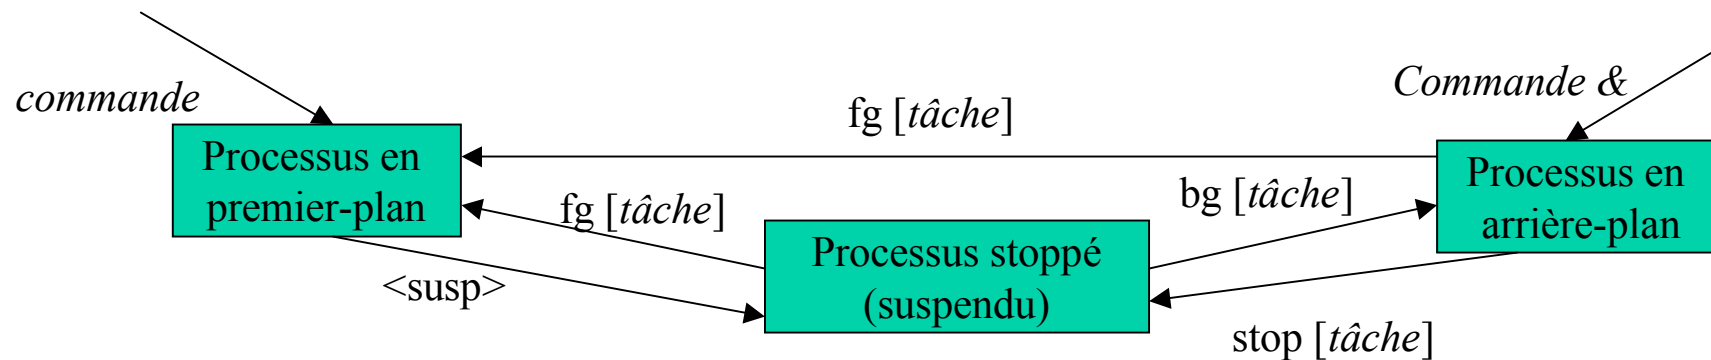 commande
Commande &
fg [tâche]
Processus en
premier-plan
Processus en
arrière-plan
fg [tâche]
bg [tâche]
Processus stoppé
(suspendu)
<susp>
stop [tâche]